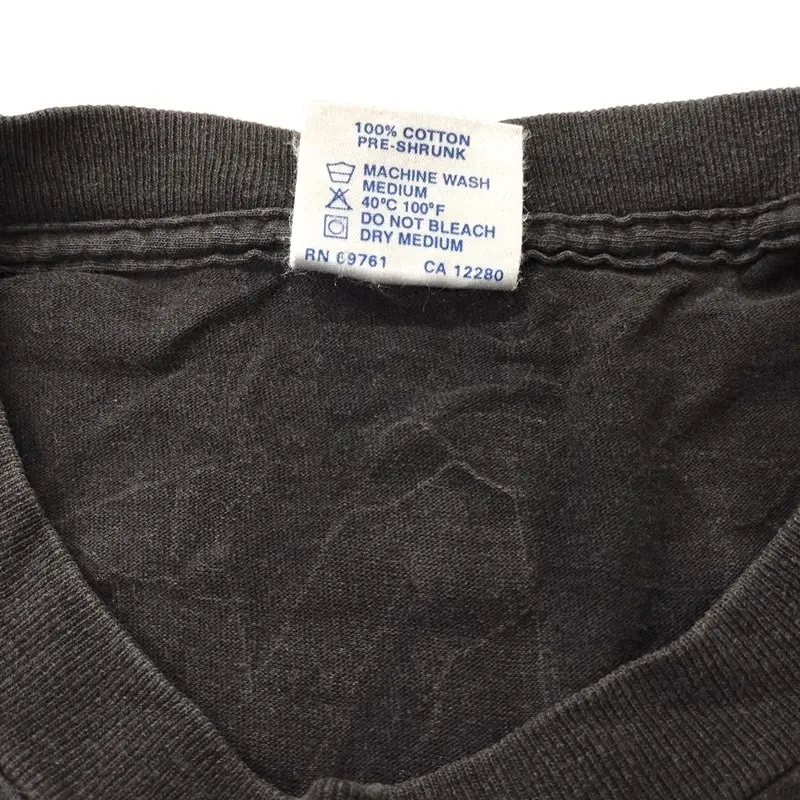 100% COTTON
PRE-SHRUNK
MACHINE WASH
MEDIUM
40°C 100°F
DO NOT BLEACH
DRY MEDIUM
RN 69761 CA 12280